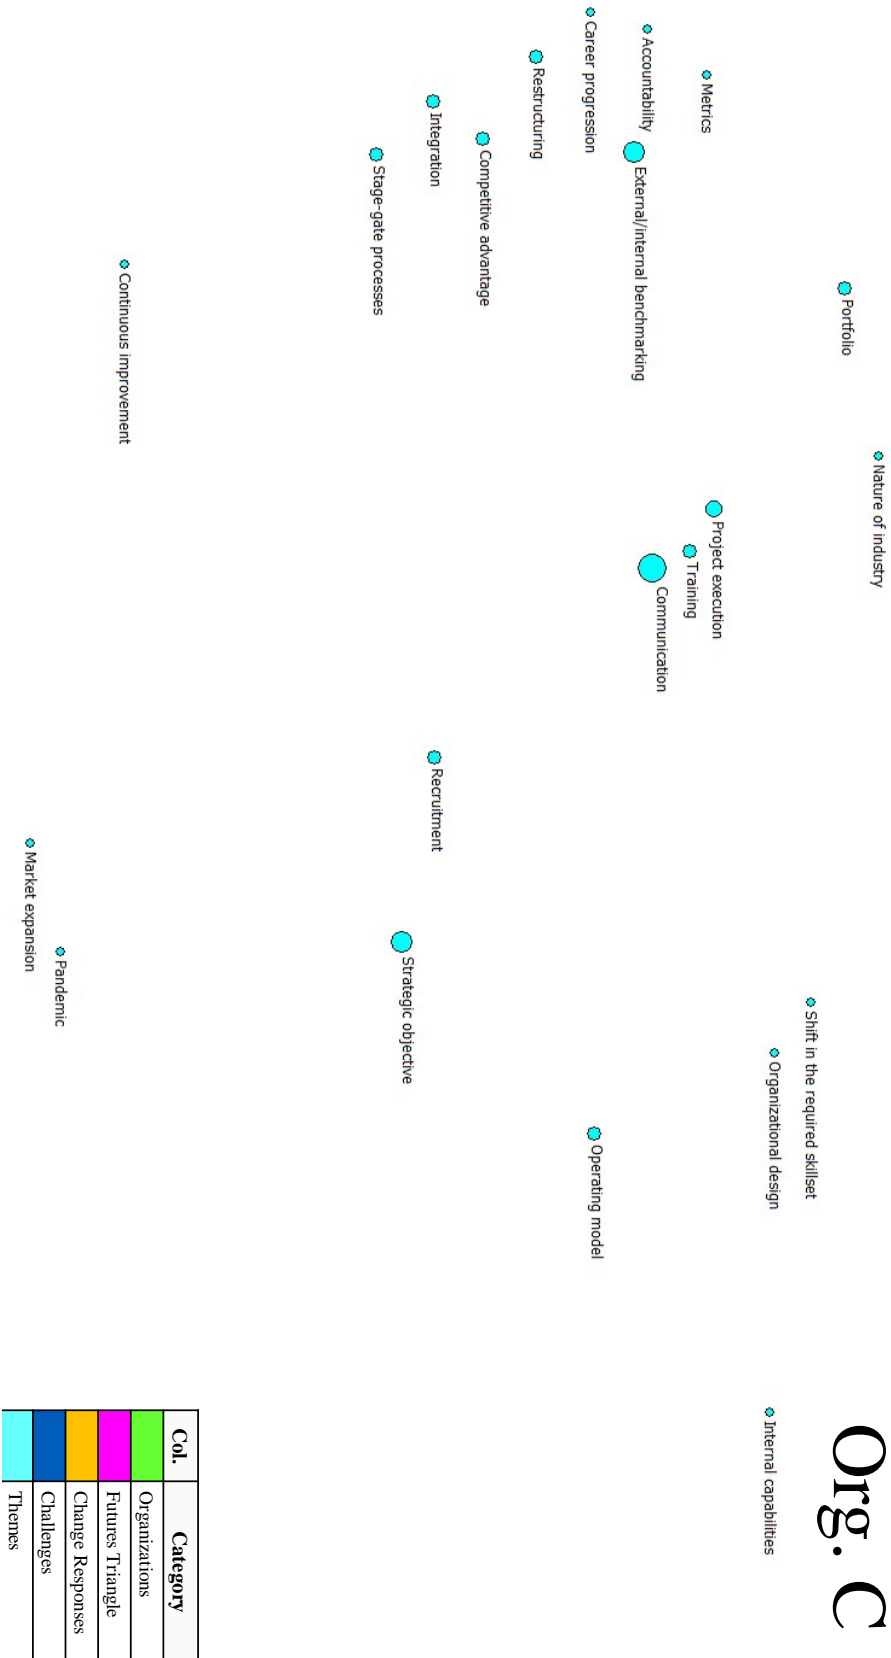 Org. C
Nature of industry
Portfolio
Shift in the required skillset
Organizational design
Internal capabilities
Project execution
Metrics
Training
Communication
Accountability
External/internal benchmarking
Operating model
Career progression
Restructuring
Competitive advantage
Recruitment
Integration
Strategic objective
Stage-gate processes
Continuous improvement
Pandemic
Market expansion
Col. Category
Organizations
Futures Triangle
Change Responses
Challenges
Themes